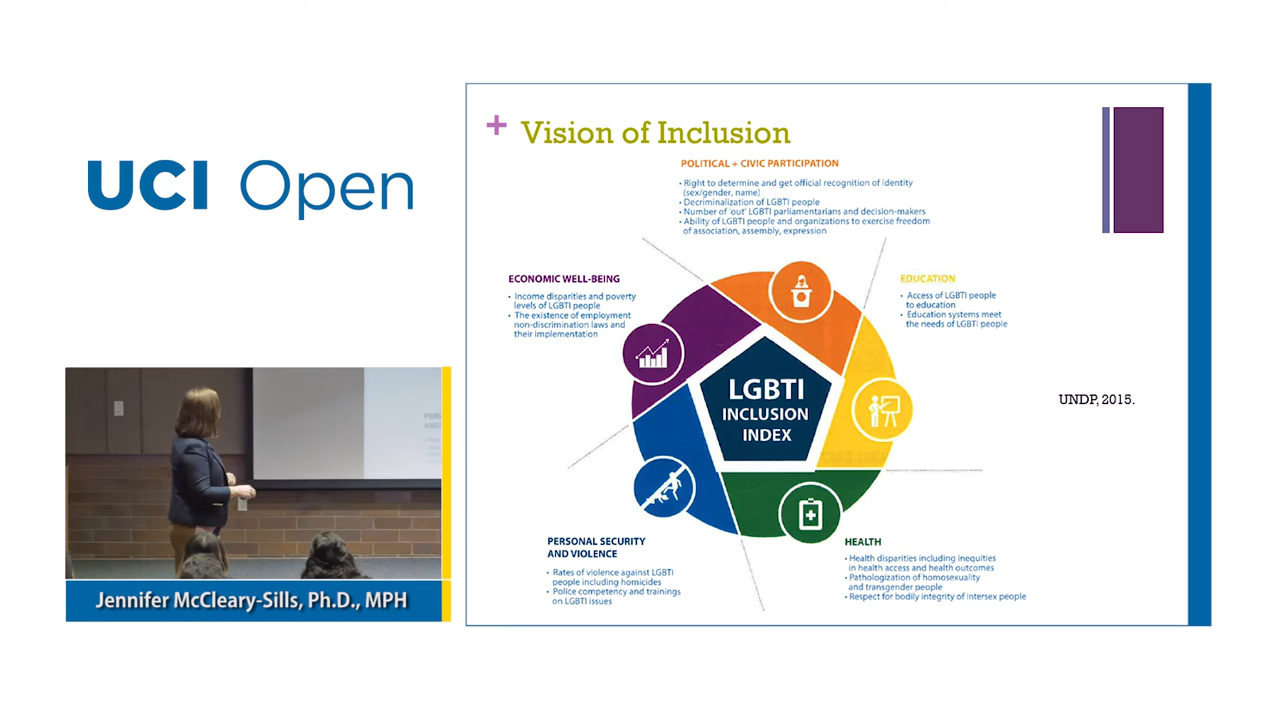 UCI Open
+ Vision of Inclusion
POLITICAL + CIVIC PARTICIPATION
• Right to determine and get official recognition of identity
(sex/gender, name)
• Decriminalization of LGBTI people
• Number of 'out' LGBTI parliamentarians and decision-makers
• Ability of LGBTI people and organizations to exercise freedom
of association, assembly, expression
ECONOMIC WELL-BEING
• Income disparities and poverty
levels of LGBTI people
• The existence of employment
non-discrimination laws and
their implementation
EDUCATION
• Access of LGBTI people
to education
• Education systems meet
the needs of LGBTI people
LGBTI
INCLUSION
INDEX
UNDP, 2015.
PERSONAL SECURITY
AND VIOLENCE
• Rates of violence against LGBTI
people including homicides
• Police competency and trainings
on LGBTI issues
HEALTH
• Health disparities including inequities
in health access and health outcomes
• Pathologization of homosexuality
and transgender people
• Respect for bodily integrity of Intersex people
Jennifer McCleary-Sills, Ph.D., MPH